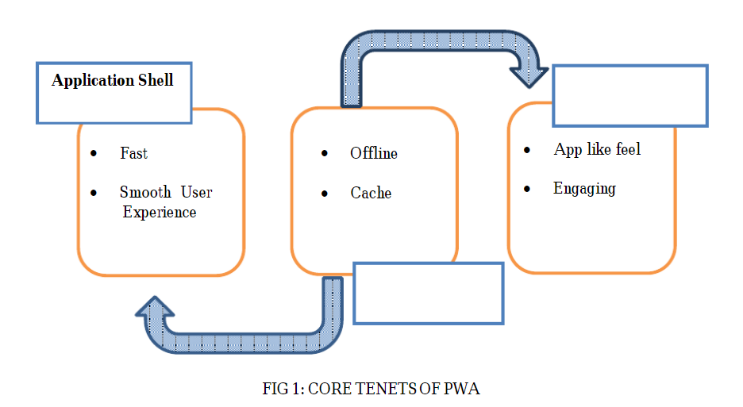 Application Shell
• Fast
• Smooth User
Experience
• Offline
• Cache
• App like feel
• Engaging
FIG 1: CORE TENETS OF PWA